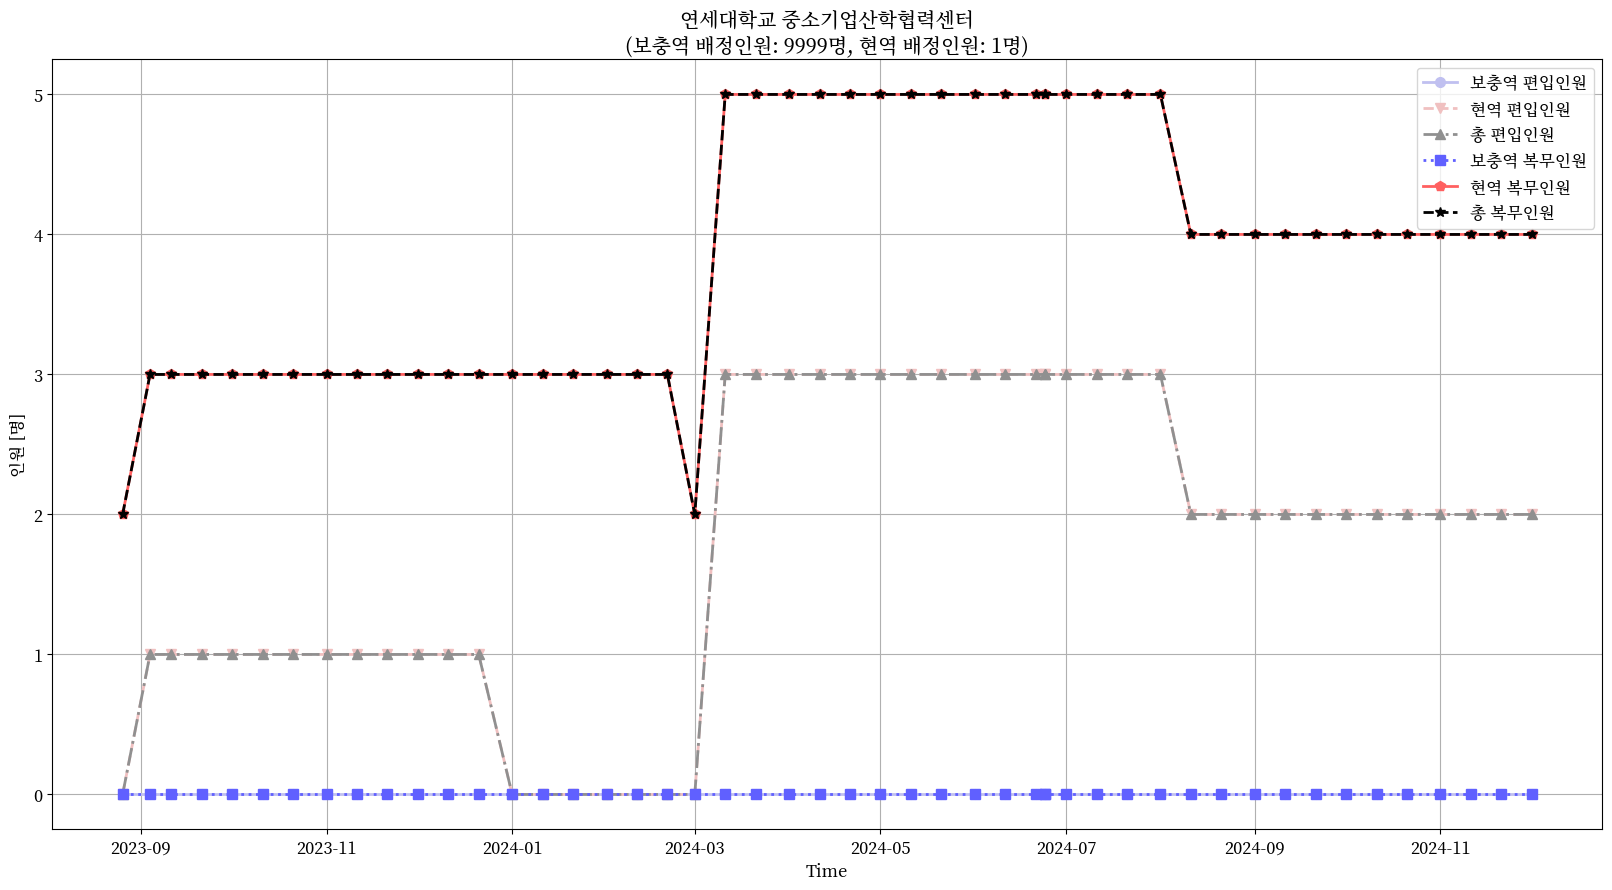 연세대학교 중소기업산학협력센터
(보충역 배정인원: 9999명, 현역 배정인원: 1명)
보충역 편입인원
현역 편입인원
총 편입인원
보충역 복무인원
현역 복무인원
총 복무인원
인원 [명]
5
4
3
2
1
0
2023-09 2023-11 2024-01 2024-03 2024-05 2024-07 2024-09 2024-11
Time